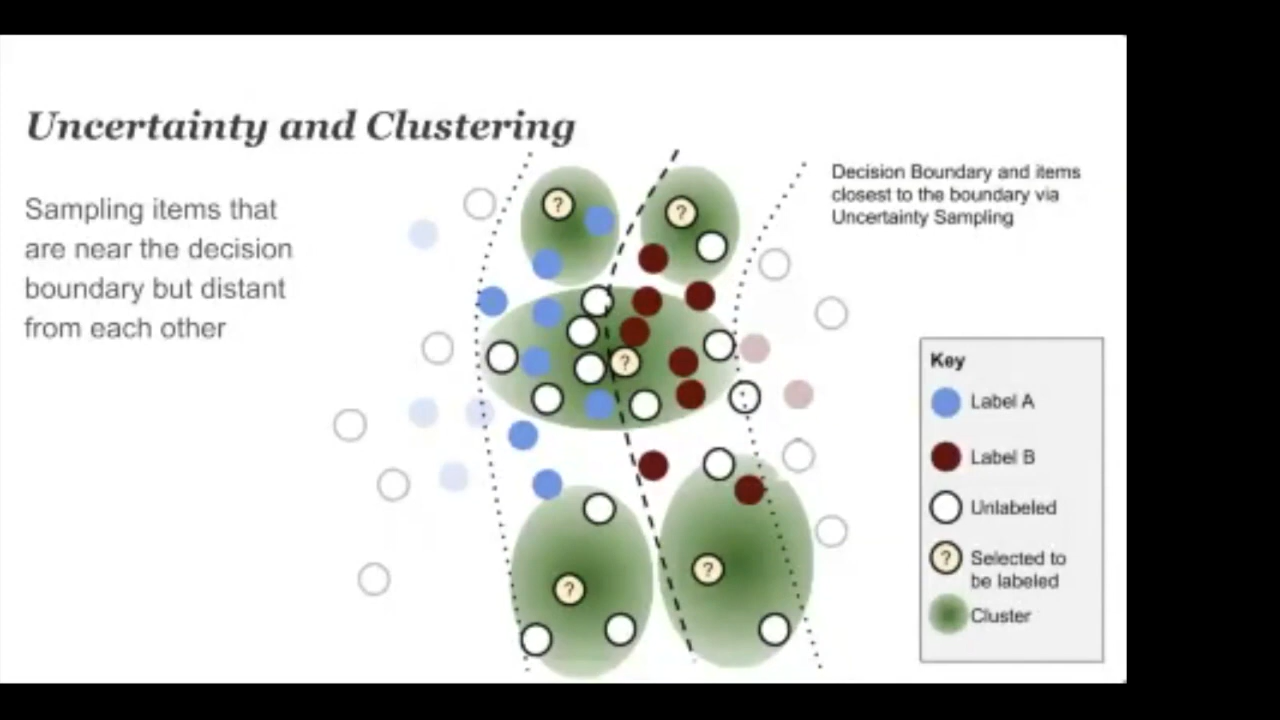 Uncertainty and Clustering
Sampling items that
are near the decision
boundary but distant
from each other
Decision Boundary and items
closest to the boundary via
Uncertainty Sampling
?
?
?
?
?
Key
Label A
Label B
Unlabeled
?
Selected to
be labeled
Cluster